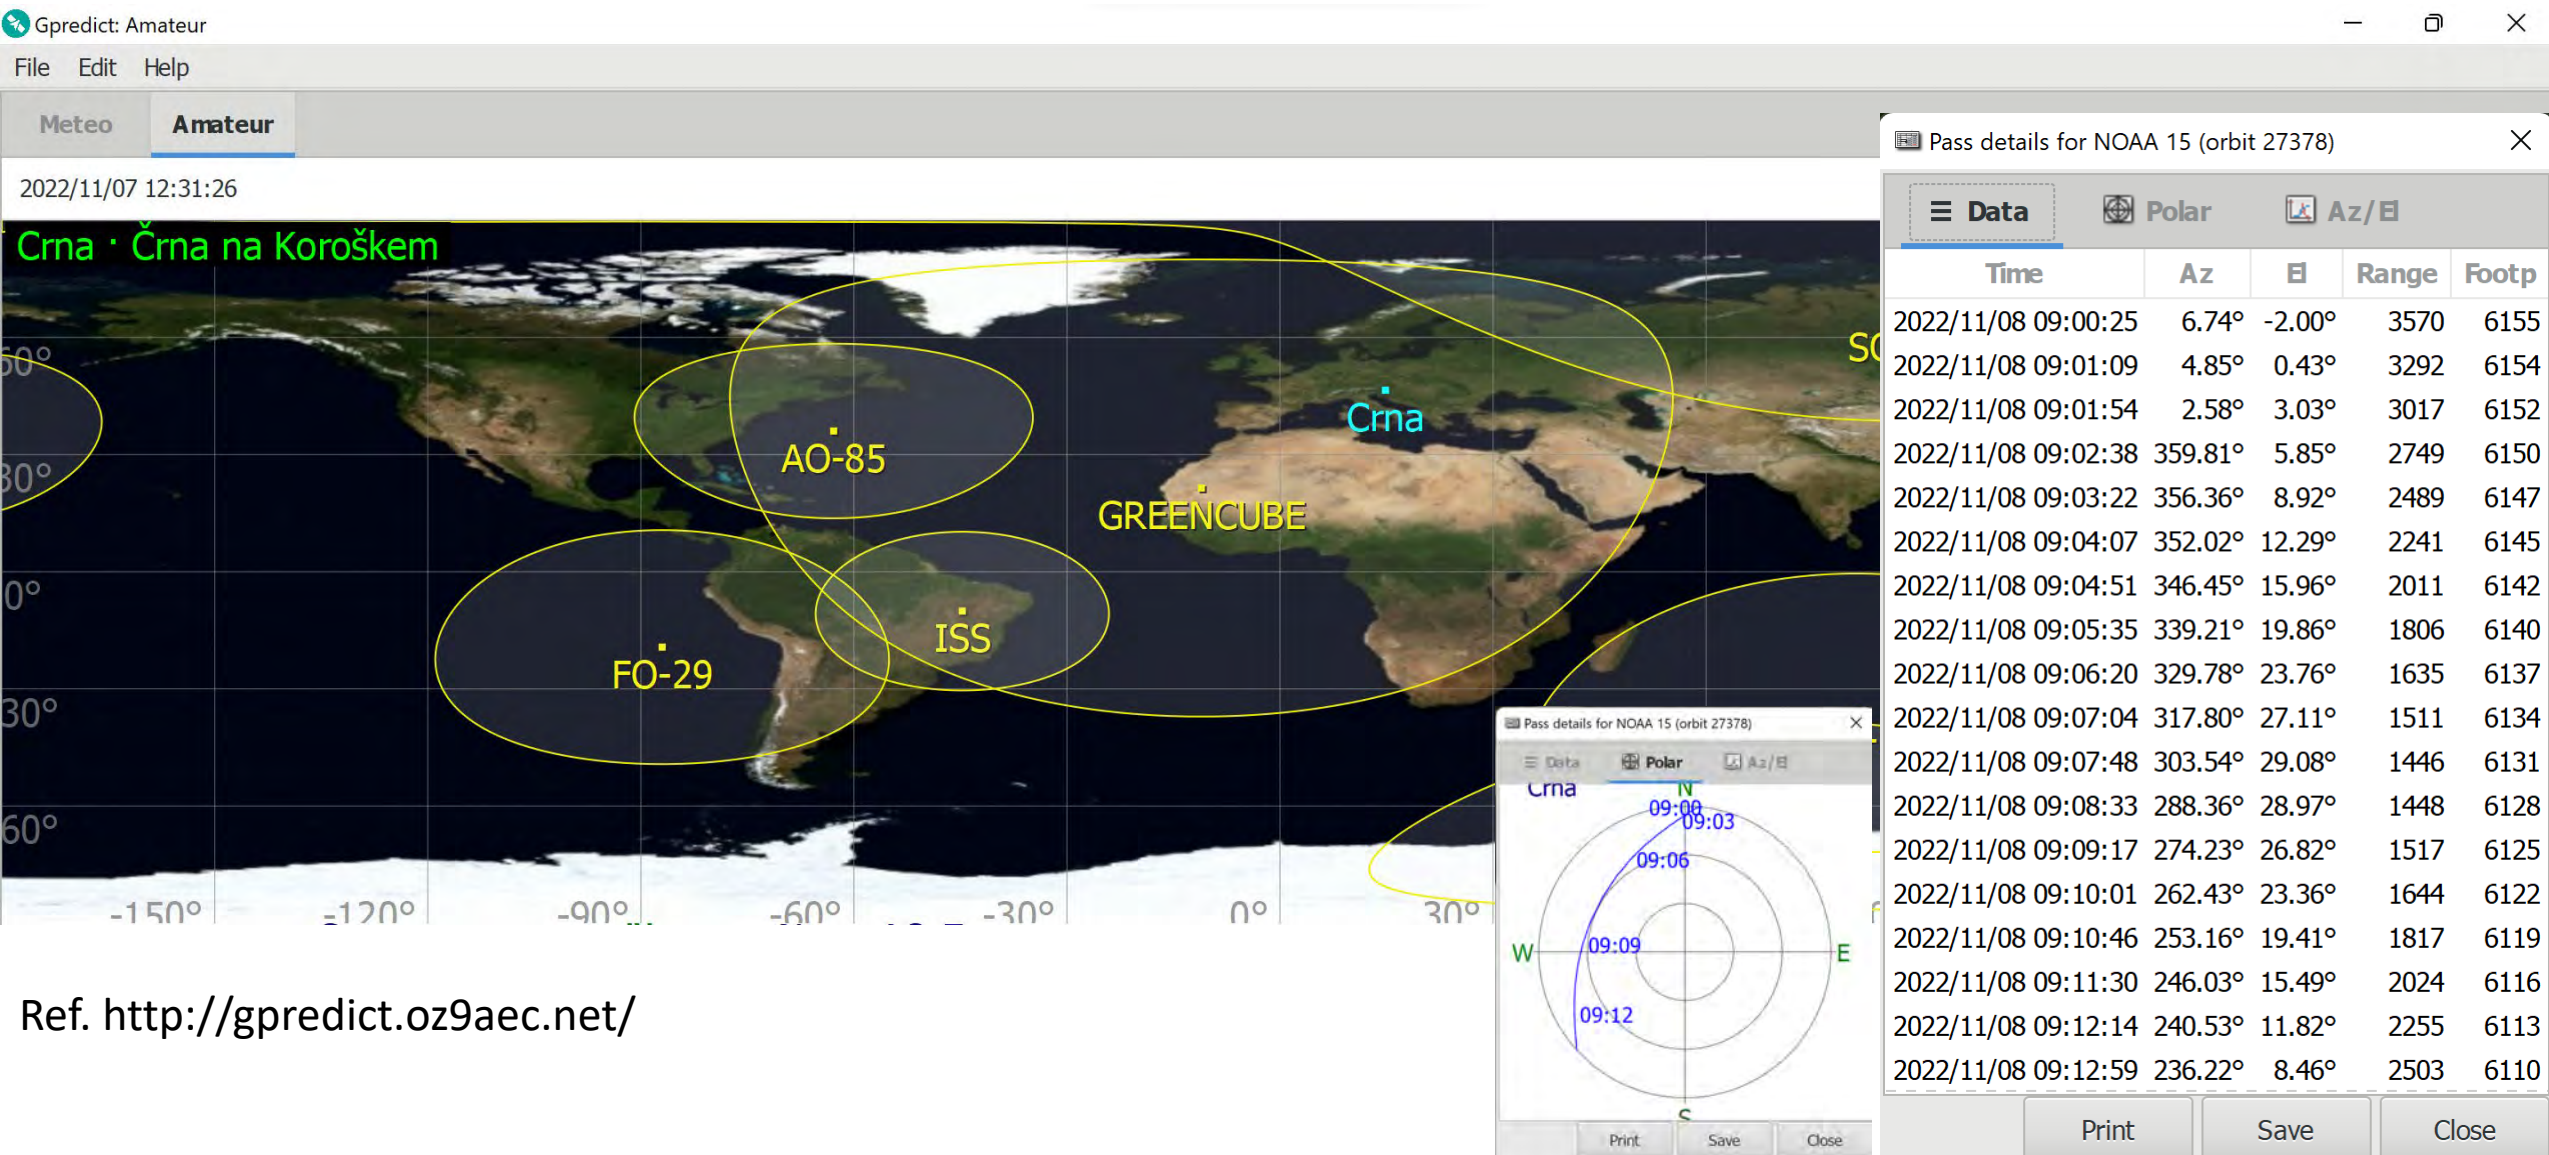 Gpredict: Amateur
File Edit Help
Meteo Amateur
2022/11/07 12:31:26
Crna · Črna na Koroškem
60°
30°
0°
30°
60°
-150° -120° -90° -60° -30° 0° 30°
AO-85
Crna
GREENCUBE
ISS
FO-29
Pass details for NOAA 15 (orbit 27378)
Data Polar Az/El
Crna
N
09:00
09:03
09:06
W 09:09 E
09:12
S
Print Save Close
Pass details for NOAA 15 (orbit 27378)
Data Polar Az/El
Time Az El Range Footp
2022/11/08 09:00:25 6.74° -2.00° 3570 6155
2022/11/08 09:01:09 4.85° 0.43° 3292 6154
2022/11/08 09:01:54 2.58° 3.03° 3017 6152
2022/11/08 09:02:38 359.81° 5.85° 2749 6150
2022/11/08 09:03:22 356.36° 8.92° 2489 6147
2022/11/08 09:04:07 352.02° 12.29° 2241 6145
2022/11/08 09:04:51 346.45° 15.96° 2011 6142
2022/11/08 09:05:35 339.21° 19.86° 1806 6140
2022/11/08 09:06:20 329.78° 23.76° 1635 6137
2022/11/08 09:07:04 317.80° 27.11° 1511 6134
2022/11/08 09:07:48 303.54° 29.08° 1446 6131
2022/11/08 09:08:33 288.36° 28.97° 1448 6128
2022/11/08 09:09:17 274.23° 26.82° 1517 6125
2022/11/08 09:10:01 262.43° 23.36° 1644 6122
2022/11/08 09:10:46 253.16° 19.41° 1817 6119
2022/11/08 09:11:30 246.03° 15.49° 2024 6116
2022/11/08 09:12:14 240.53° 11.82° 2255 6113
2022/11/08 09:12:59 236.22° 8.46° 2503 6110
Print Save Close
Ref. http://gpredict.oz9aec.net/